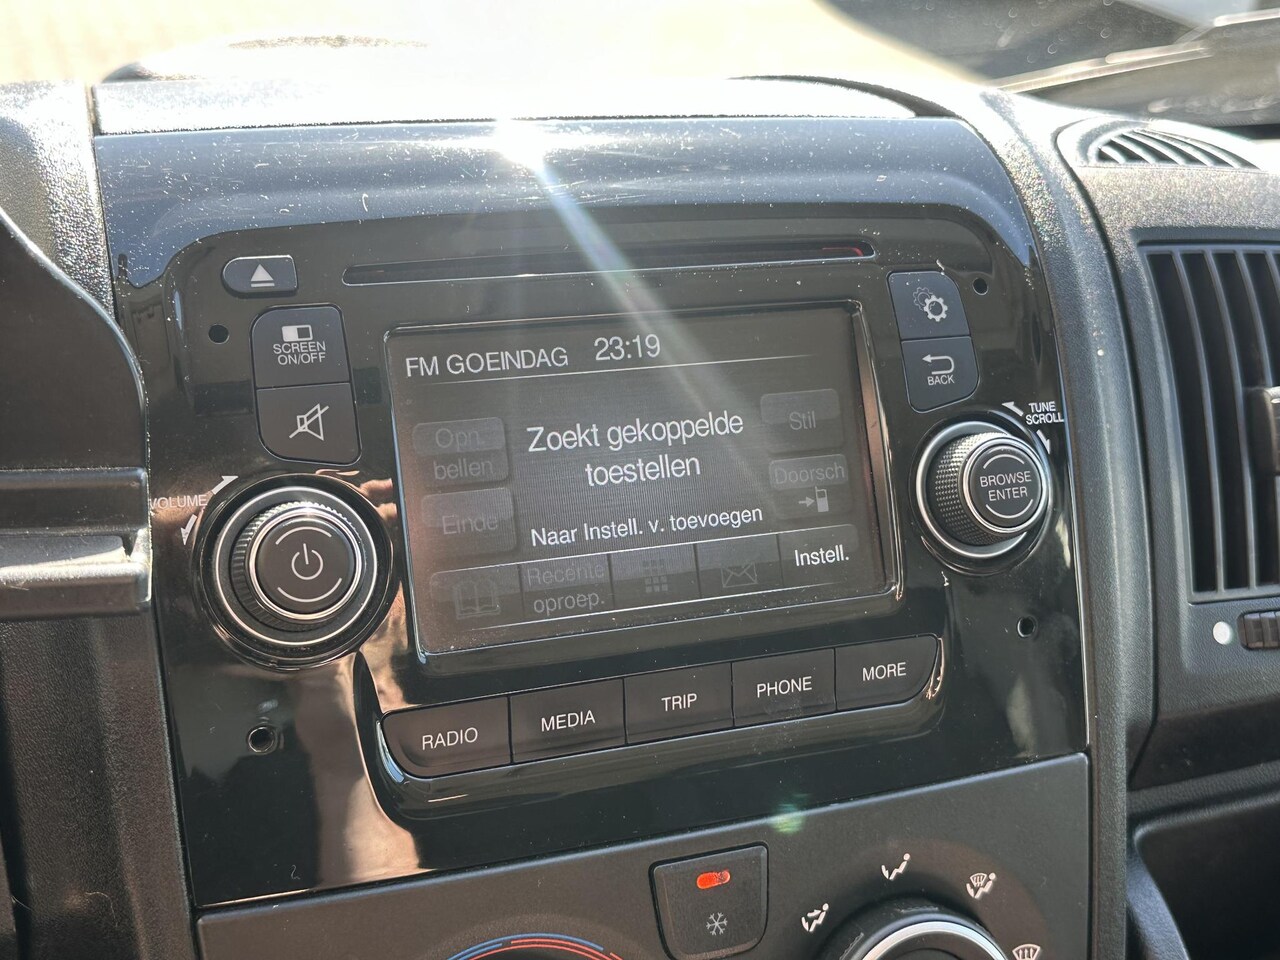 SCREEN
ON/OFF
VOLUME
FM GOEINDAG 23:19
Opn.
bellen
Zoekt gekoppelde
toestellen
Stil
Doorsch
Einde
Naar Instell. v. toevoegen
Recente
oproep.
Instell.
BACK
TUNE
SCROLL
BROWSE
ENTER
RADIO
MEDIA
TRIP
PHONE
MORE